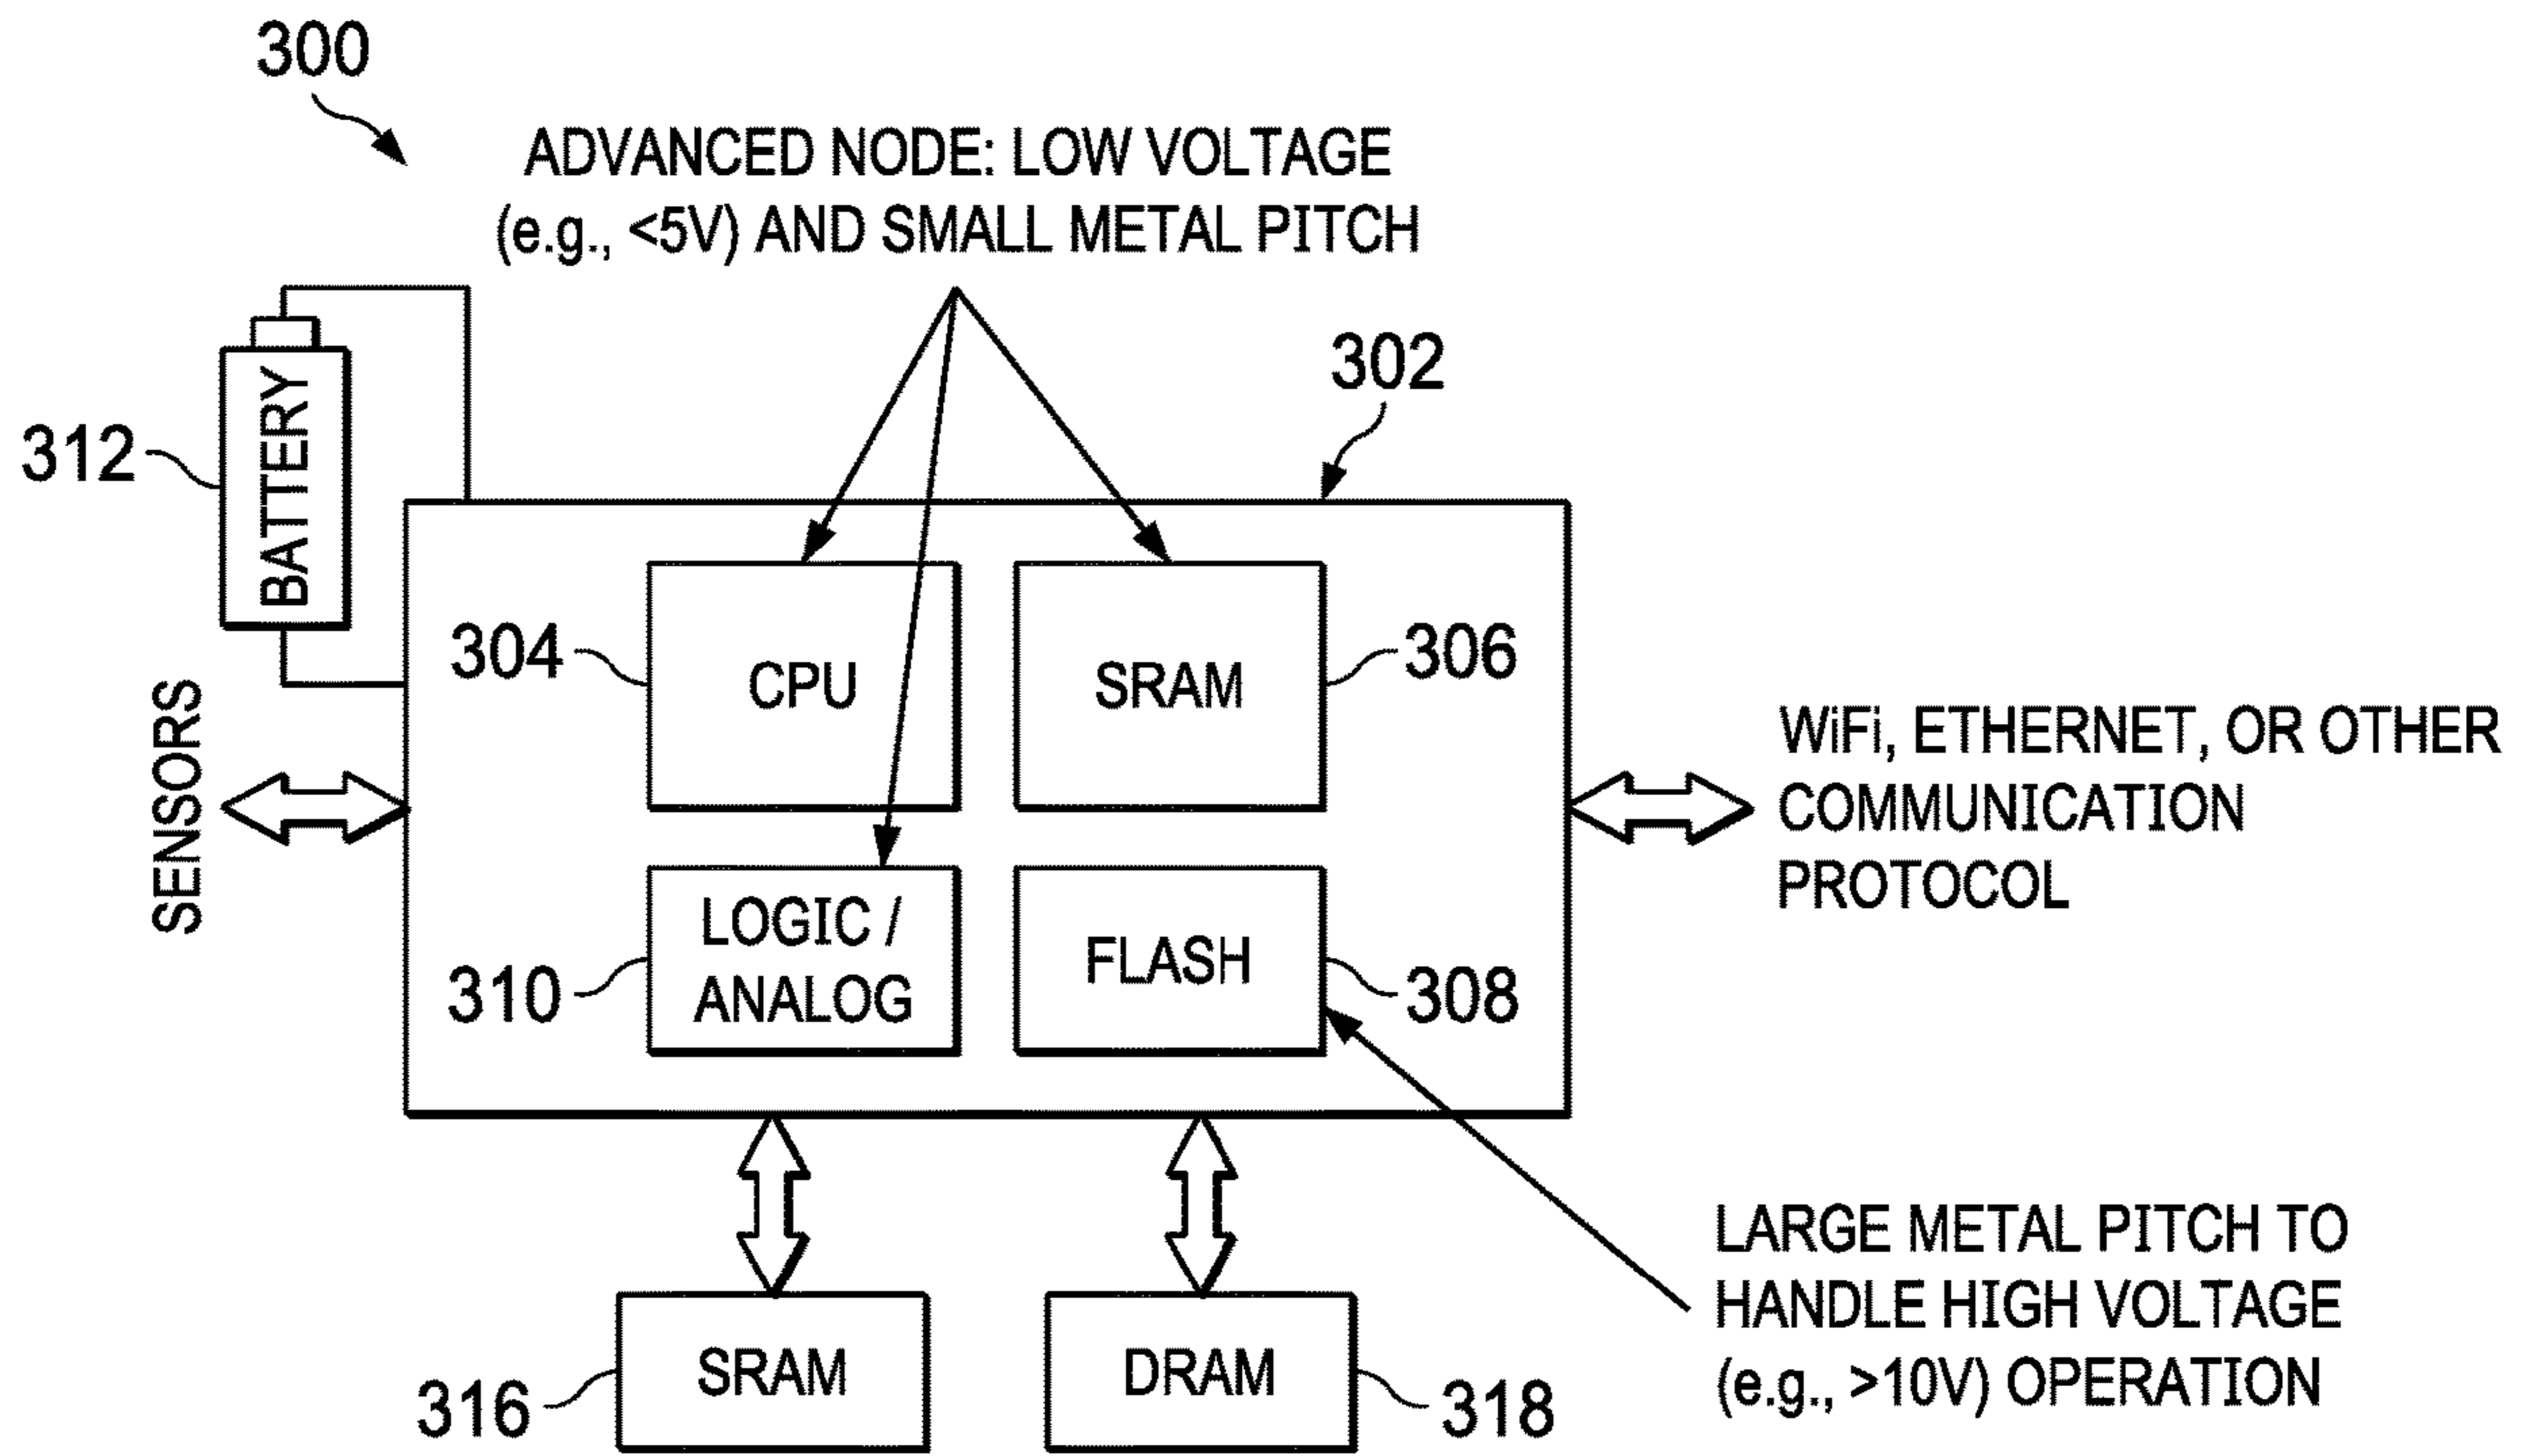 300
ADVANCED NODE: LOW VOLTAGE
(e.g., <5V) AND SMALL METAL PITCH
302
312
BATTERY
304
CPU
SRAM
306
SENSORS
WiFi, ETHERNET, OR OTHER
COMMUNICATION
PROTOCOL
310
LOGIC /
ANALOG
FLASH
308
LARGE METAL PITCH TO
HANDLE HIGH VOLTAGE
(e.g., >10V) OPERATION
316
SRAM
DRAM
318